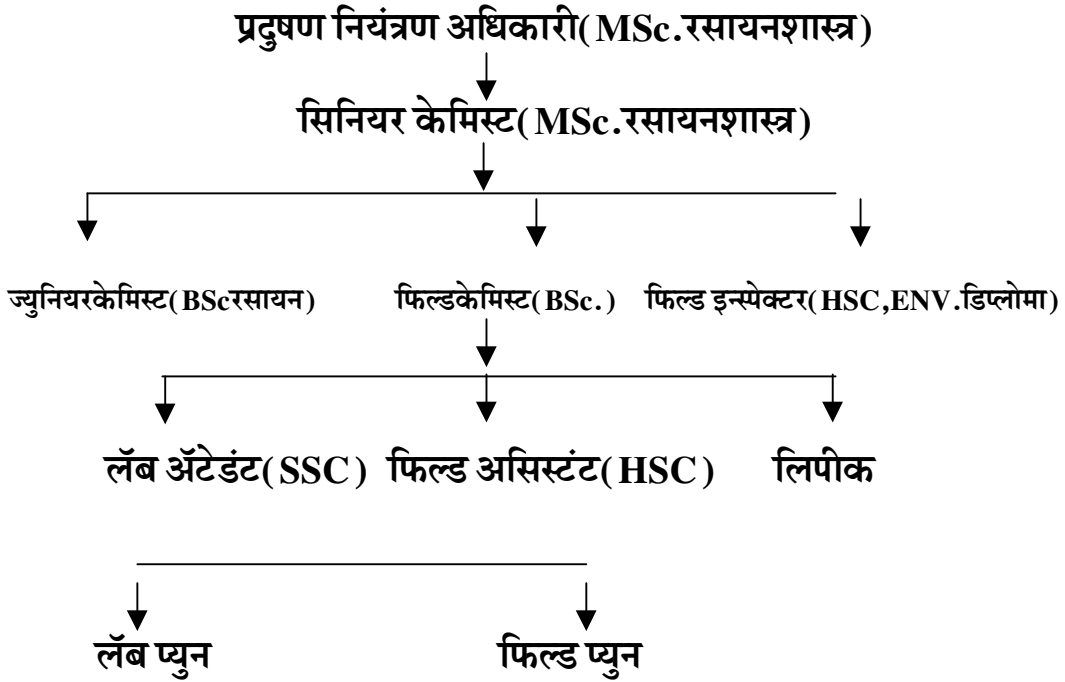 प्रदुषण नियंत्रण अधिकारी(MSc.रसायनशास्त्र)
सिनियर केमिस्ट(MSc.रसायनशास्त्र)
ज्युनियरकेमिस्ट(BScरसायन) फिल्डकेमिस्ट(BSc.) फिल्ड इन्स्पेक्टर(HSC,ENV.डिप्लोमा)
लॅब ॲटेडंट(SSC) फिल्ड असिस्टंट(HSC) लिपीक
लॅब प्युन फिल्ड प्युन